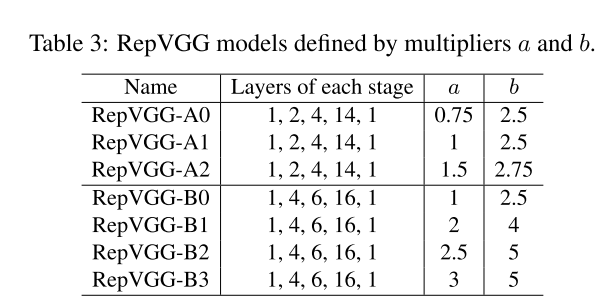 Table 3: RepVGG models defined by multipliers a and b.
Name Layers of each stage a b
RepVGG-A0 1, 2, 4, 14, 1 0.75 2.5
RepVGG-A1 1, 2, 4, 14, 1 1 2.5
RepVGG-A2 1, 2, 4, 14, 1 1.5 2.75
RepVGG-B0 1, 4, 6, 16, 1 1 2.5
RepVGG-B1 1, 4, 6, 16, 1 2 4
RepVGG-B2 1, 4, 6, 16, 1 2.5 5
RepVGG-B3 1, 4, 6, 16, 1 3 5